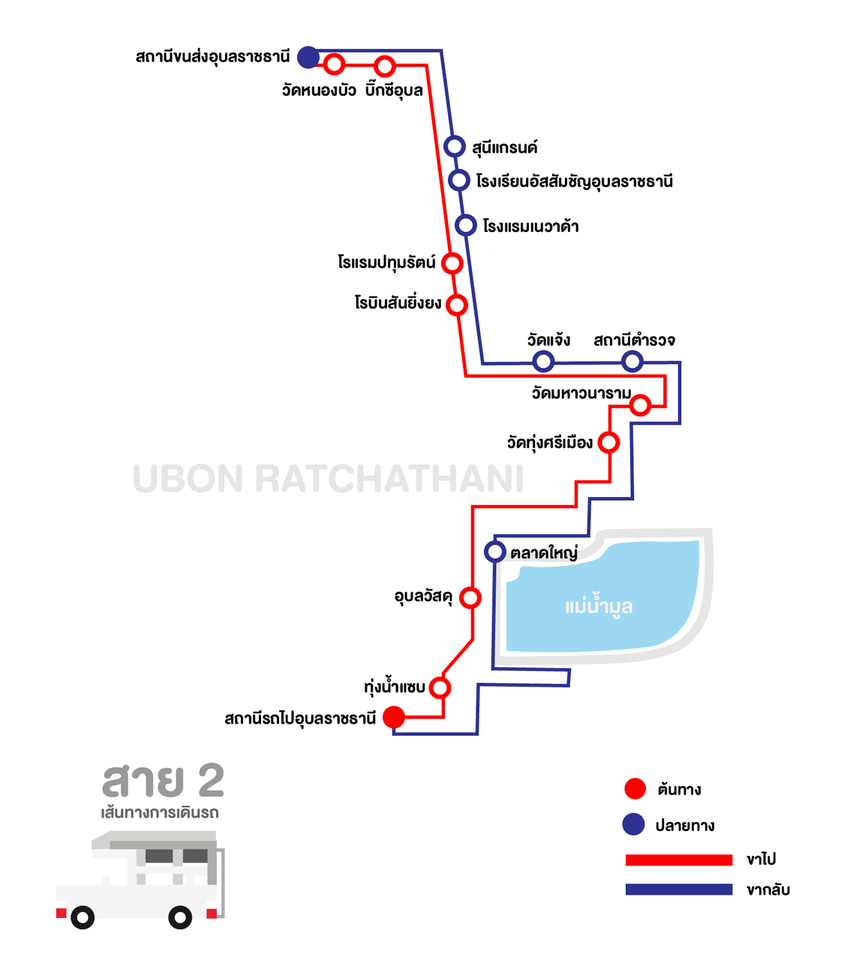 สถานีขนส่งอุบลราชธานี
วัดหนองบัว บิ๊กซีอุบล
สุนีแกรนด์
โรงเรียนอัสสัมชัญอุบลราชธานี
โรงแรมเนวาด้า
โรแรมปทุมรัตน์
โรบินสันยิ่งยง
วัดแจ้ง สถานีตำรวจ
วัดมหาวนาราม
วัดทุ่งศรีเมือง
UBON RATCHATHANI
ตลาดใหญ่
อุบลวัสดุ
แม่น้ำมูล
ทุ่งน้ำแซบ
สถานีรถไปอุบลราชธานี
สาย 2
เส้นทางการเดินรถ
ต้นทาง
ปลายทาง
ขาไป
ขากลับ